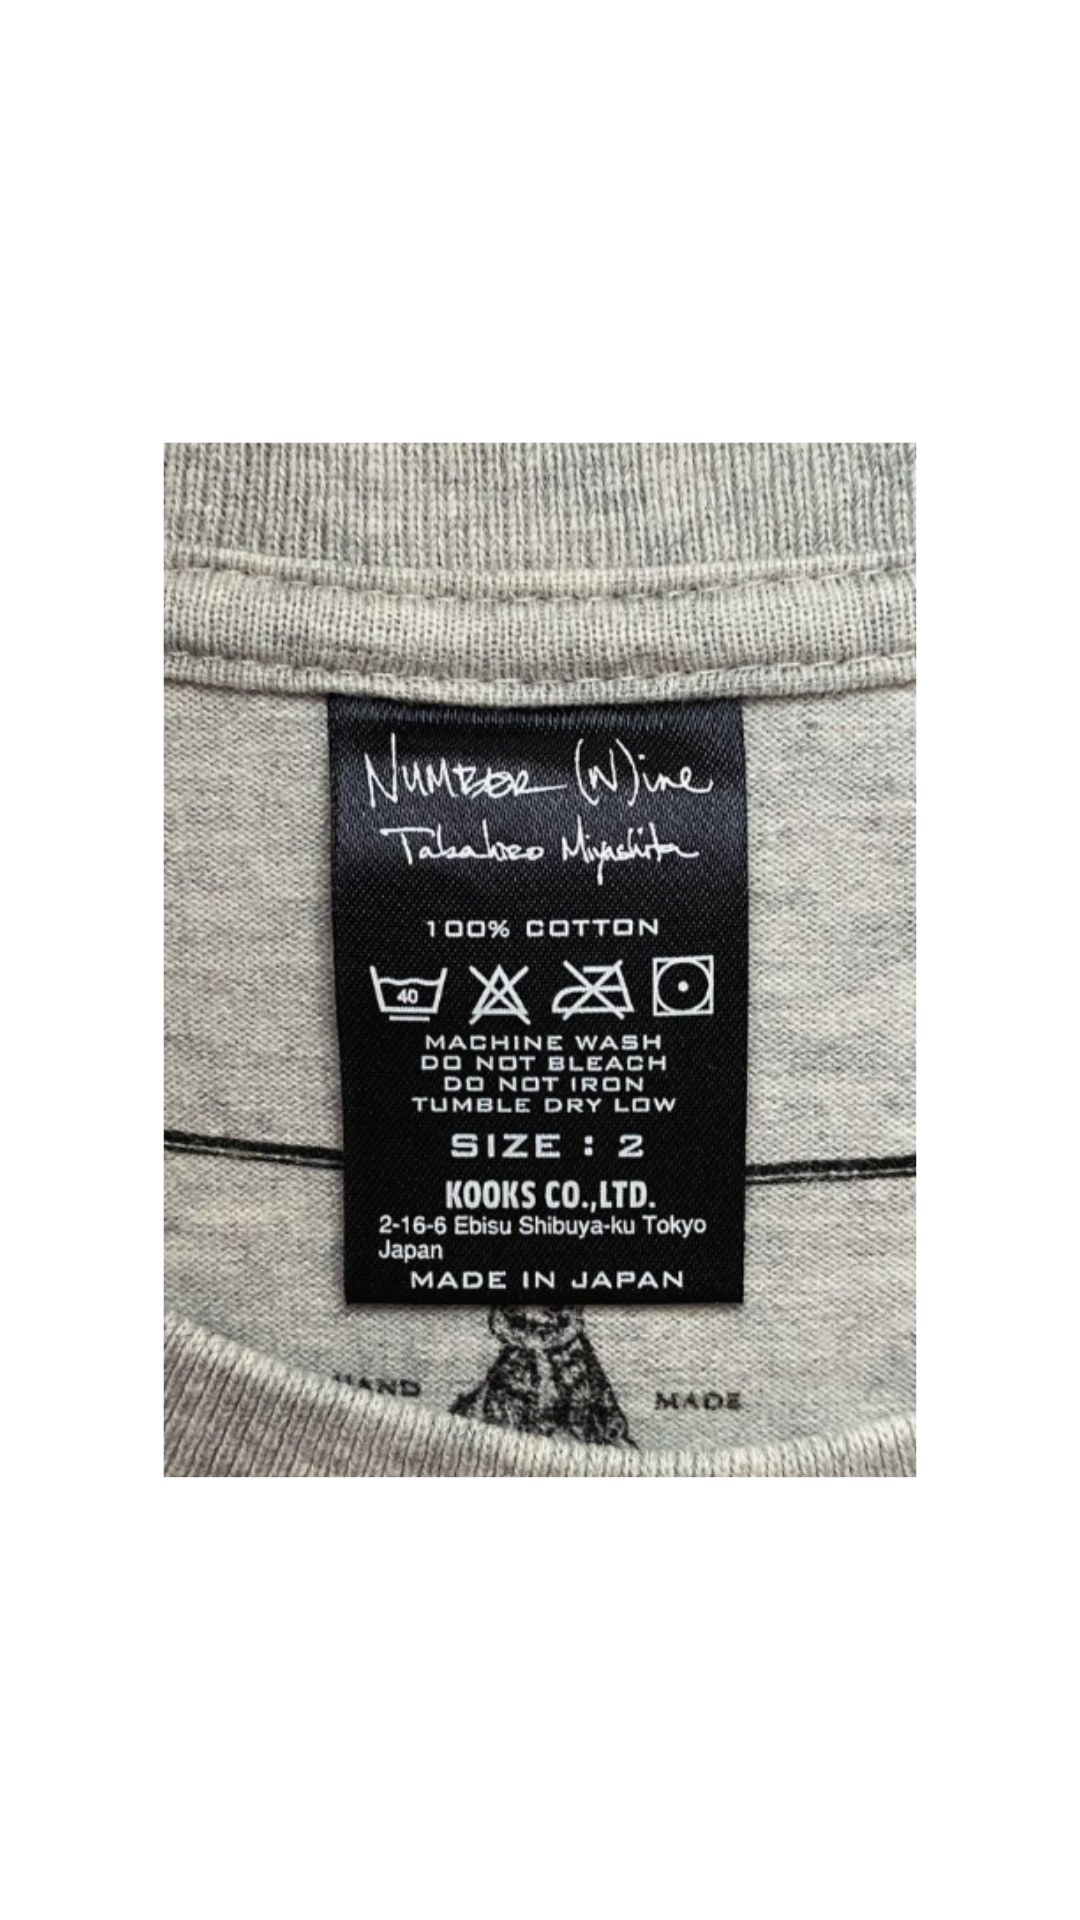 NUMBER (N)ine
Takahiro Miyashita
100% COTTON
40
MACHINE WASH
DO NOT BLEACH
DO NOT IRON
TUMBLE DRY LOW
SIZE : 2
KOOKS CO.,LTD.
2-16-6 Ebisu Shibuya-ku Tokyo
Japan
MADE IN JAPAN
HAND MADE